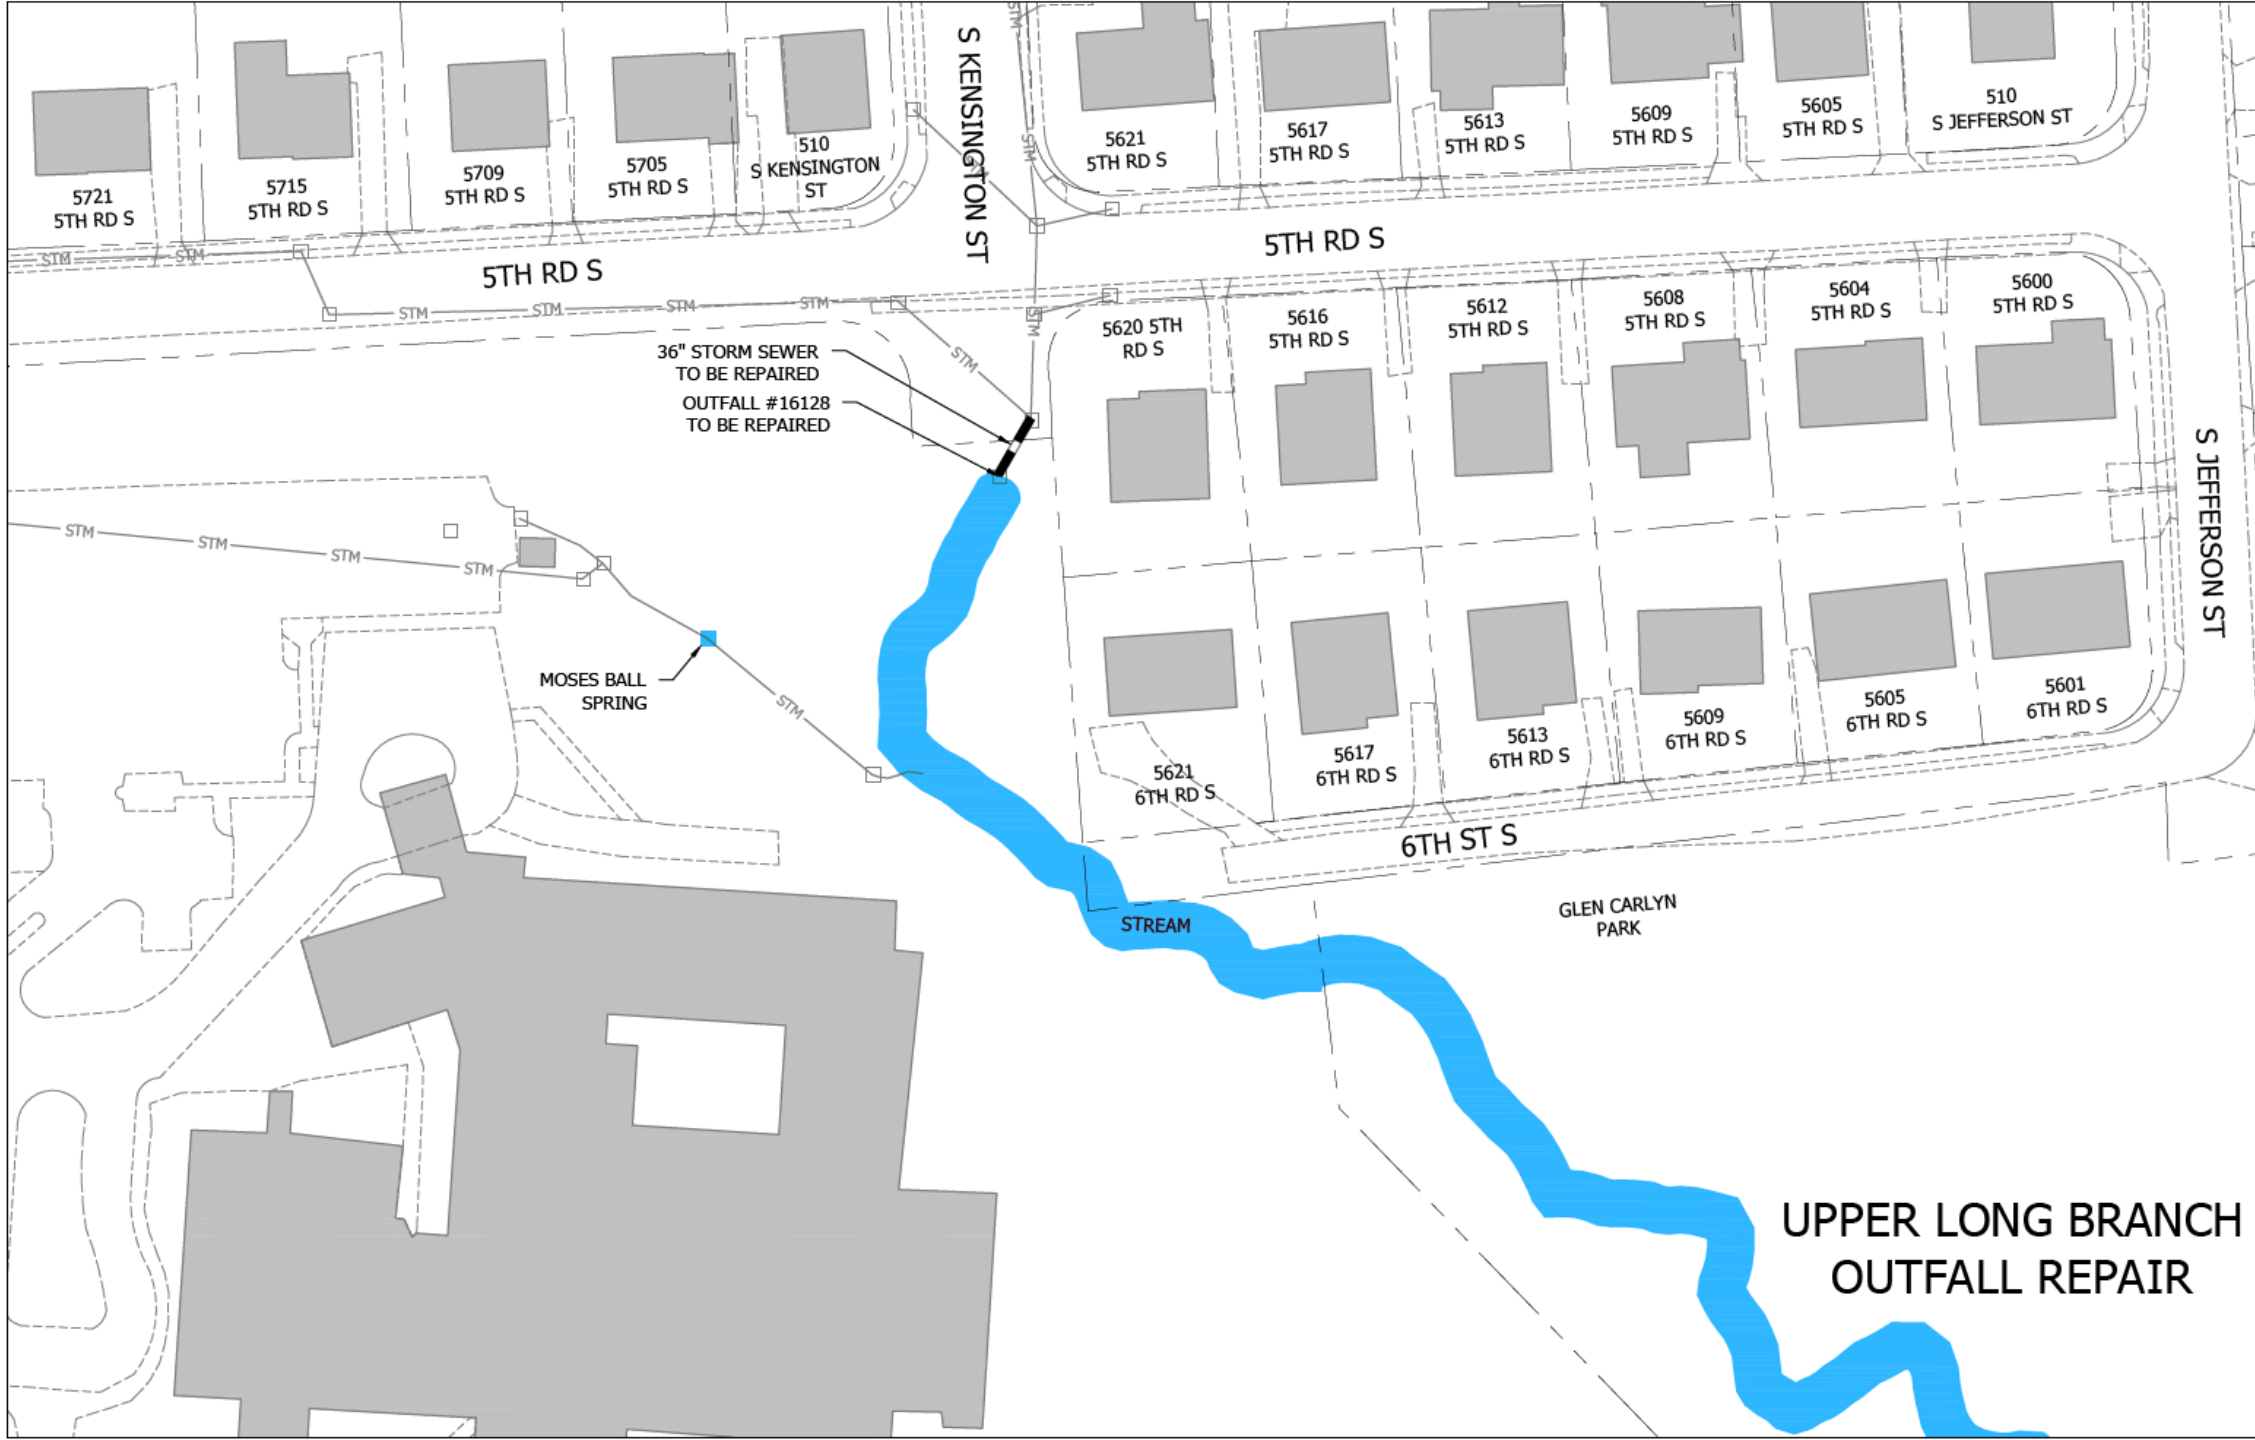 S KENSINGTON ST
STM
STM
STM
5721
5TH RD S
5715
5TH RD S
5709
5TH RD S
5705
5TH RD S
510
S KENSINGTON
ST
5621
5TH RD S
5617
5TH RD S
5613
5TH RD S
5609
5TH RD S
5605
5TH RD S
510
S JEFFERSON ST
STM
STM
5TH RD S
5TH RD S
STM
STM
STM
STM
STM
STM
5620 5TH
RD S
5616
5TH RD S
5612
5TH RD S
5608
5TH RD S
5604
5TH RD S
5600
5TH RD S
36" STORM SEWER
TO BE REPAIRED
OUTFALL #16128
TO BE REPAIRED
S JEFFERSON ST
STM
STM
STM
STM
MOSES BALL
SPRING
STM
5621
6TH RD S
5617
6TH RD S
5613
6TH RD S
5609
6TH RD S
5605
6TH RD S
5601
6TH RD S
6TH ST S
STREAM
GLEN CARLYN
PARK
UPPER LONG BRANCH
OUTFALL REPAIR